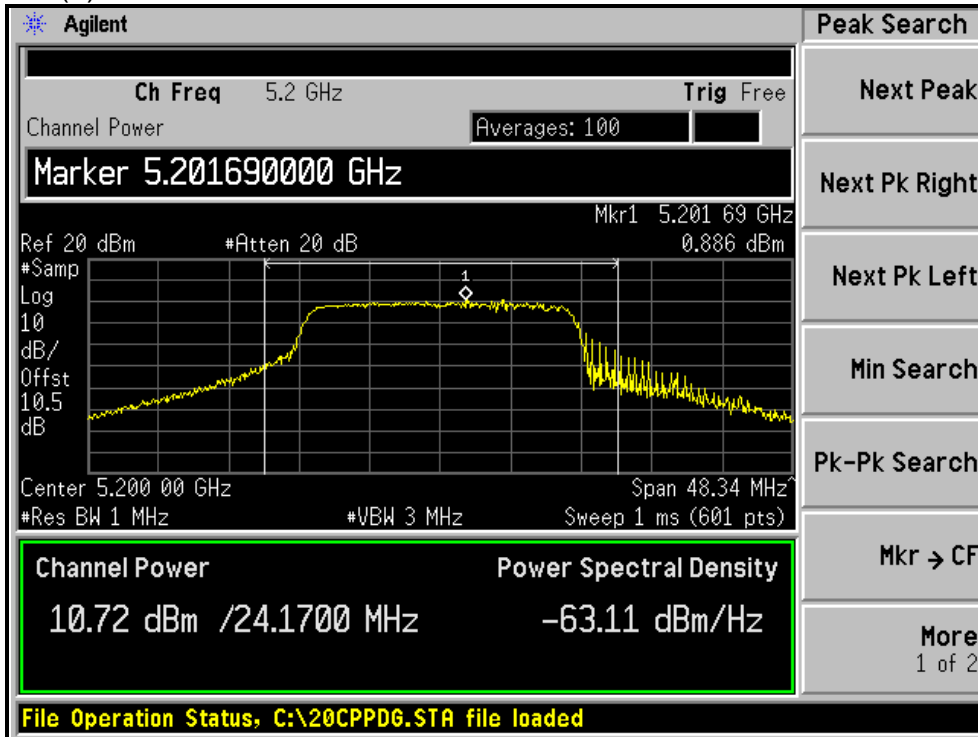 Agilent
Peak Search
Ch Freq 5.2 GHz Trig Free
Channel Power Averages: 100
Marker 5.201690000 GHz
Mkr1 5.201 69 GHz
Ref 20 dBm #Atten 20 dB 0.886 dBm
#Samp
Log
10
dB/
Offst
10.5
dB
1
Center 5.200 00 GHz Span 48.34 MHz^
#Res BW 1 MHz #VBW 3 MHz Sweep 1 ms (601 pts)
Channel Power Power Spectral Density
10.72 dBm /24.1700 MHz -63.11 dBm/Hz
File Operation Status, C:\20CPPDG.STA file loaded
Next Peak
Next Pk Right
Next Pk Left
Min Search
Pk-Pk Search
Mkr → CF
More
1 of 2